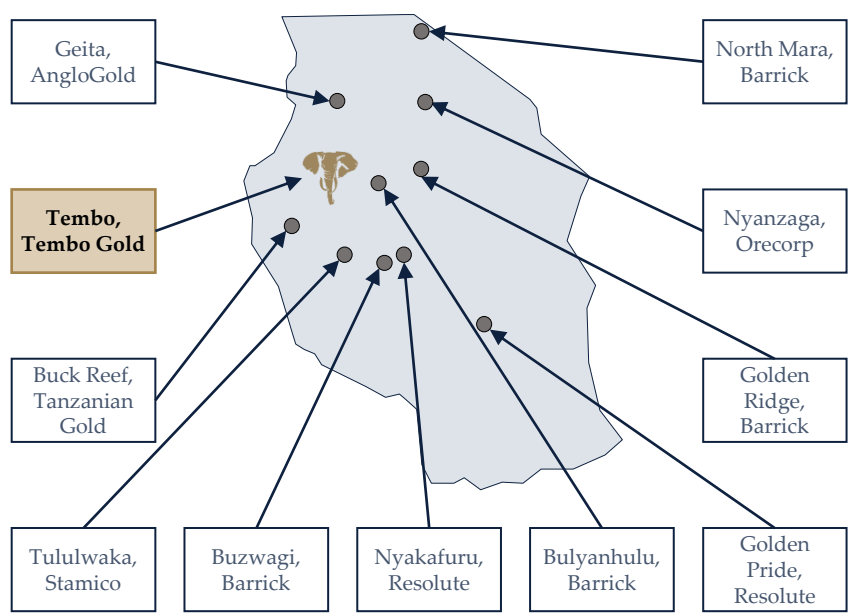 Geita,
AngloGold
North Mara,
Barrick
Tembo,
Tembo Gold
Nyanzaga,
Orecorp
Buck Reef,
Tanzanian
Gold
Golden
Ridge,
Barrick
Tululwaka,
Stamico
Buzwagi,
Barrick
Nyakafuru,
Resolute
Bulyanhulu,
Barrick
Golden
Pride,
Resolute